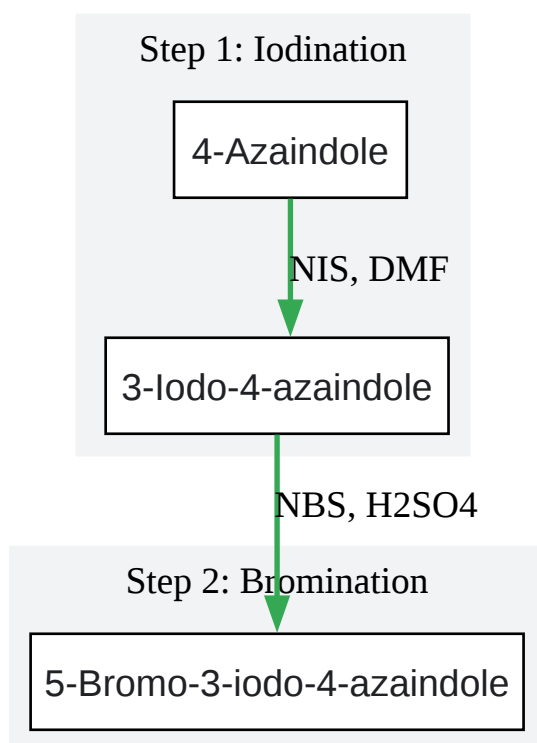 Step 1: Iodination
4-Azaindole
NIS, DMF
3-Iodo-4-azaindole
NBS, H2SO4
Step 2: Bromination
5-Bromo-3-iodo-4-azaindole